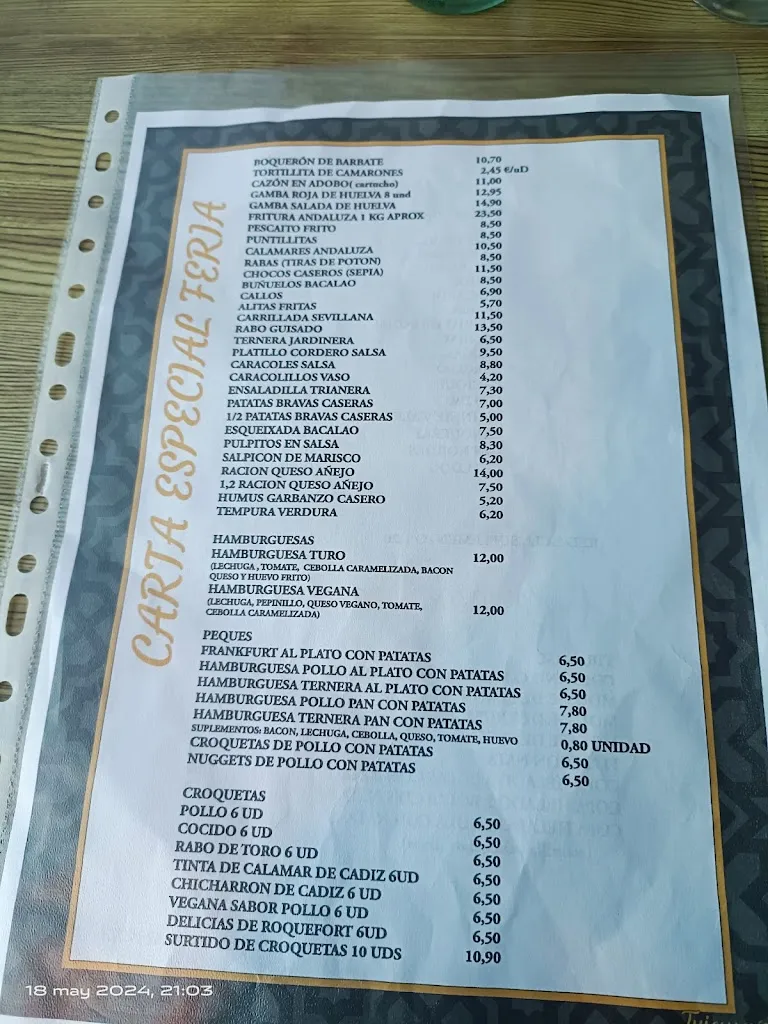 CARTA ESPECIAL FERIA
BOQUERÓN DE BARBATE 10,70
TORTILLITA DE CAMARONES 2,45 €/uD
CAZÓN EN ADOBO( cartucho) 11,00
GAMBA ROJA DE HUELVA 8 und 12,95
GAMBA SALADA DE HUELVA 14,90
FRITURA ANDALUZA 1 KG APROX 23,50
PESCAITO FRITO 8,50
PUNTILLITAS 8,50
CALAMARES ANDALUZA 10,50
RABAS (TIRAS DE POTON) 8,50
CHOCOS CASEROS (SEPIA) 11,50
BUÑUELOS BACALAO 8,50
CALLOS 6,90
ALITAS FRITAS 5,70
CARRILLADA SEVILLANA 11,50
RABO GUISADO 13,50
TERNERA JARDINERA 6,50
PLATILLO CORDERO SALSA 9,50
CARACOLES SALSA 8,80
CARACOLILLOS VASO 4,20
ENSALADILLA TRIANERA 7,30
PATATAS BRAVAS CASERAS 7,00
1/2 PATATAS BRAVAS CASERAS 5,00
ESQUEIXADA BACALAO 7,50
PULPITOS EN SALSA 8,30
SALPICON DE MARISCO 6,20
RACION QUESO AÑEJO 14,00
1,2 RACION QUESO AÑEJO 7,50
HUMUS GARBANZO CASERO 5,20
TEMPURA VERDURA 6,20
HAMBURGUESAS
HAMBURGUESA TURO 12,00
(LECHUGA , TOMATE, CEBOLLA CARAMELIZADA, BACON
QUESO Y HUEVO FRITO)
HAMBURGUESA VEGANA
(LECHUGA, PEPINILLO, QUESO VEGANO, TOMATE, 12,00
CEBOLLA CARAMELIZADA)
PEQUES
FRANKFURT AL PLATO CON PATATAS 6,50
HAMBURGUESA POLLO AL PLATO CON PATATAS 6,50
HAMBURGUESA TERNERA AL PLATO CON PATATAS 6,50
HAMBURGUESA POLLO PAN CON PATATAS 7,80
HAMBURGUESA TERNERA PAN CON PATATAS 7,80
SUPLEMENTOS: BACON, LECHUGA, CEBOLLA, QUESO, TOMATE, HUEVO 0,80 UNIDAD
CROQUETAS DE POLLO CON PATATAS 6,50
NUGGETS DE POLLO CON PATATAS 6,50
CROQUETAS
POLLO 6 UD 6,50
COCIDO 6 UD 6,50
RABO DE TORO 6 UD 6,50
TINTA DE CALAMAR DE CADIZ 6UD 6,50
CHICHARRON DE CADIZ 6 UD 6,50
VEGANA SABOR POLLO 6 UD 6,50
DELICIAS DE ROQUEFORT 6UD 6,50
SURTIDO DE CROQUETAS 10 UDS 10,90
18 may 2024, 21:03